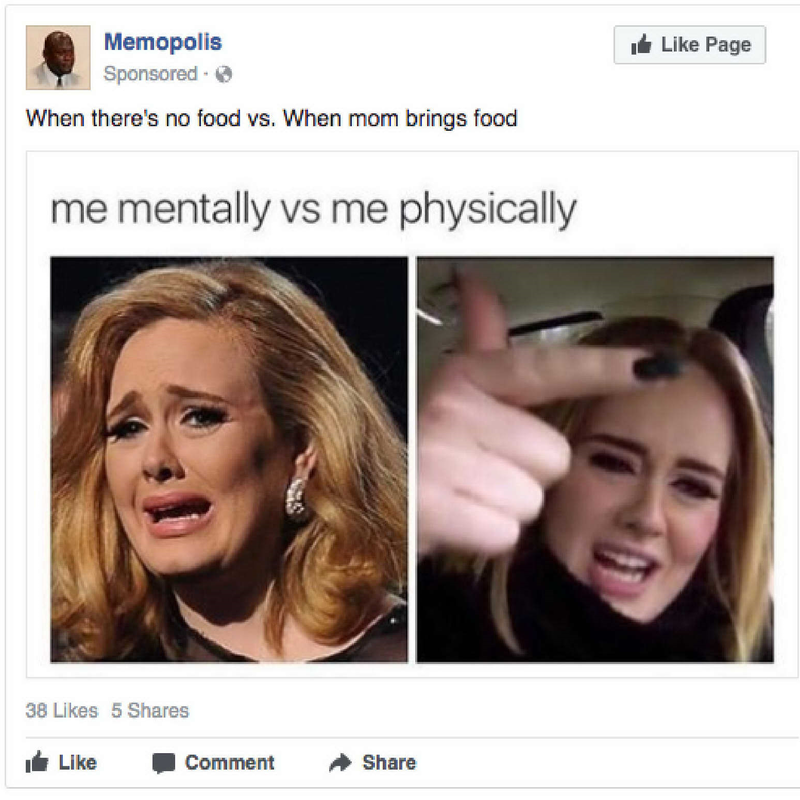 Memopolis
Like Page
Sponsored ·
When there's no food vs. When mom brings food
me mentally vs me physically
38 Likes 5 Shares
Like Comment Share